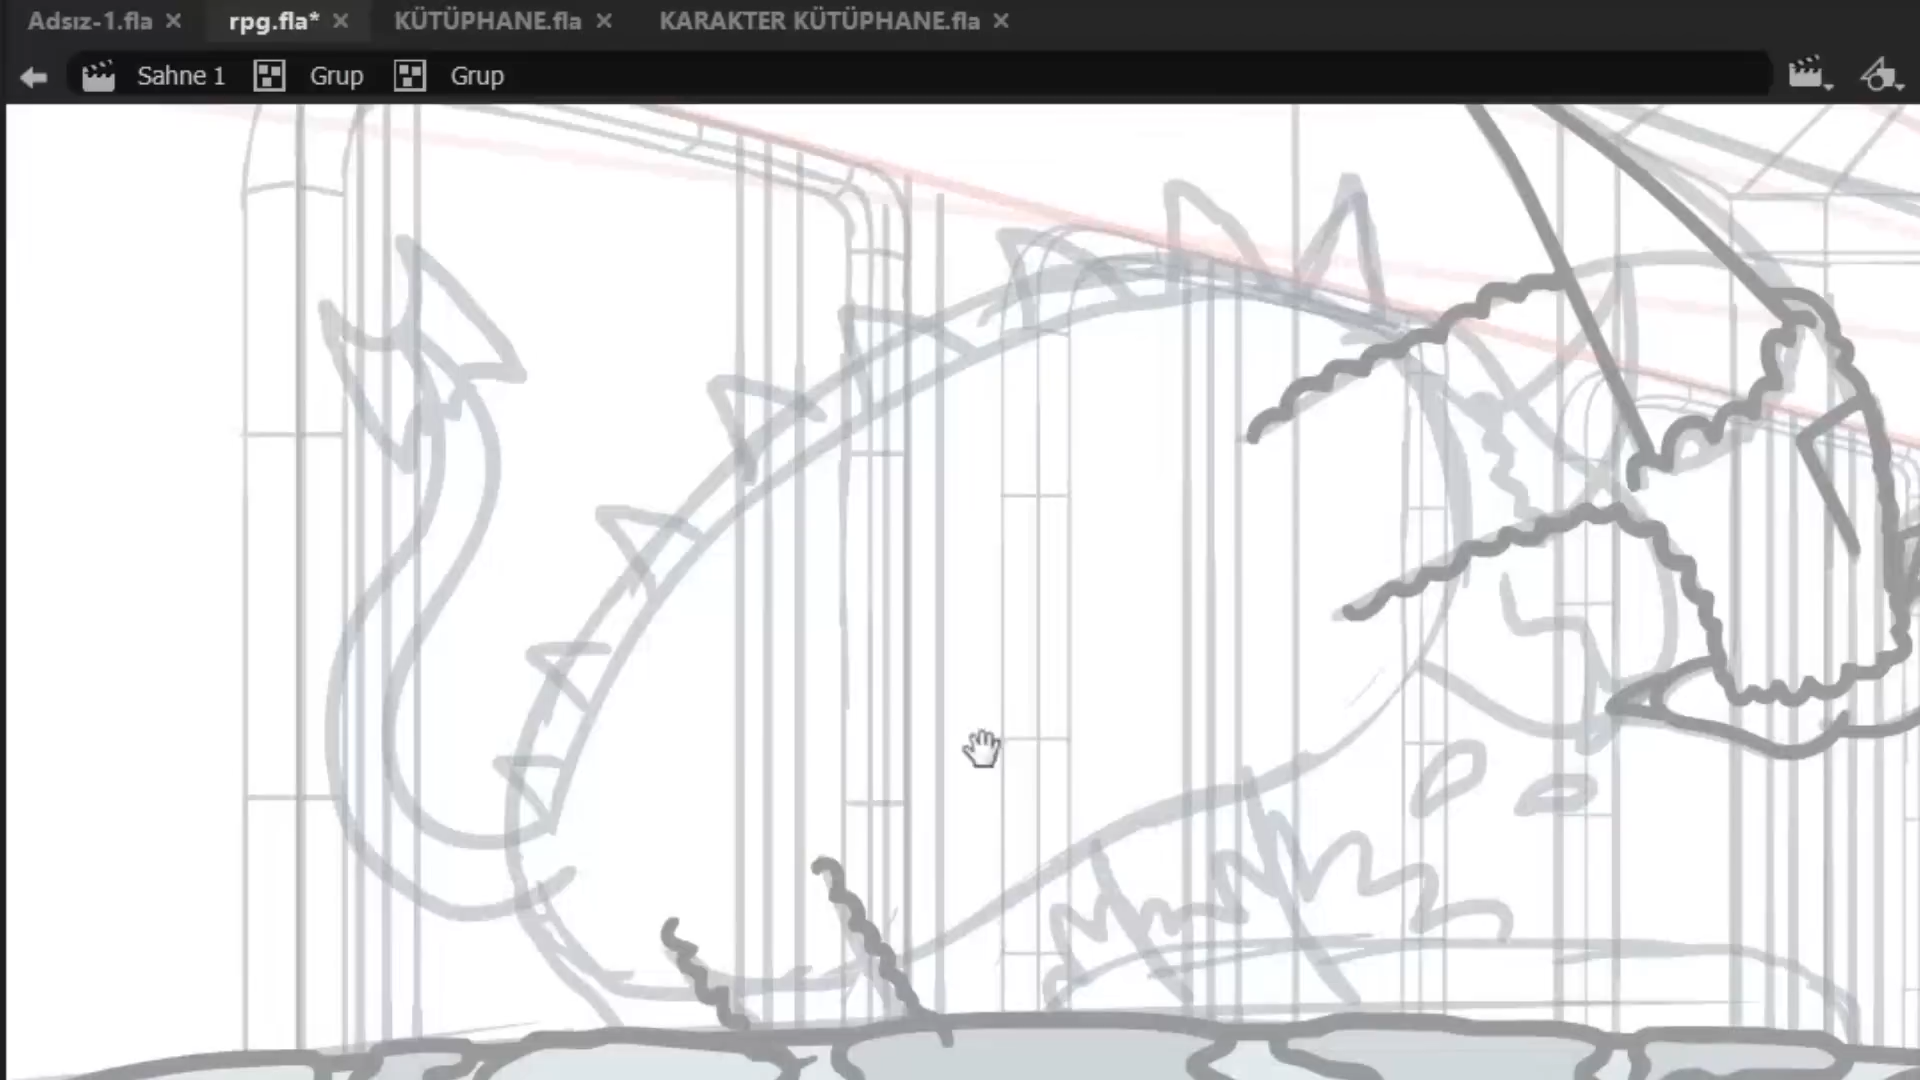 Adsız-1.fla × rpg.fla* × KÜTÜPHANE.fla × KARAKTER KÜTÜPHANE.fla ×
Sahne 1 Grup Grup